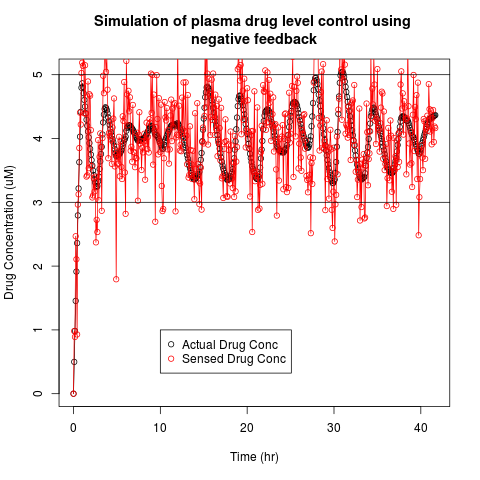 Simulation of plasma drug level control using
negative feedback
Drug Concentration (uM)
5
4
3
2
1
0
Actual Drug Conc
Sensed Drug Conc
0 10 20 30 40
Time (hr)